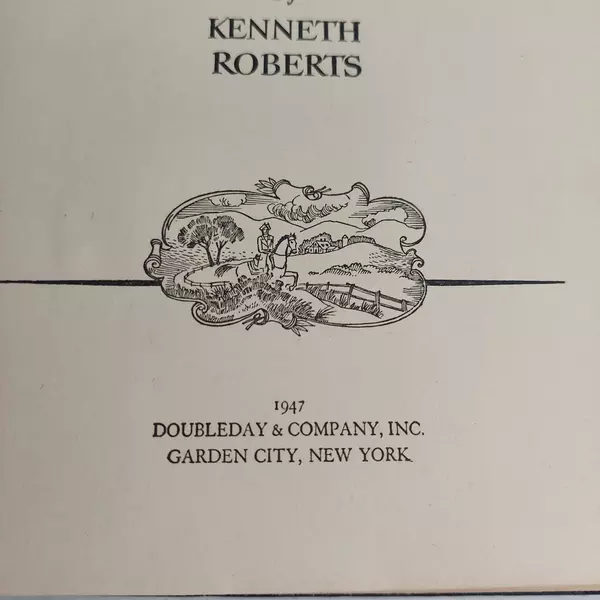 KENNETH
ROBERTS
1947
DOUBLEDAY & COMPANY, INC.
GARDEN CITY, NEW YORK